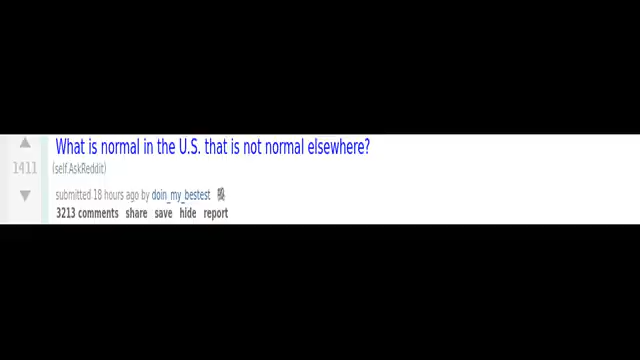 What is normal in the U.S. that is not normal elsewhere?
1411
(self.AskReddit)
submitted 18 hours ago by doin_my_bestest
3213 comments share save hide report